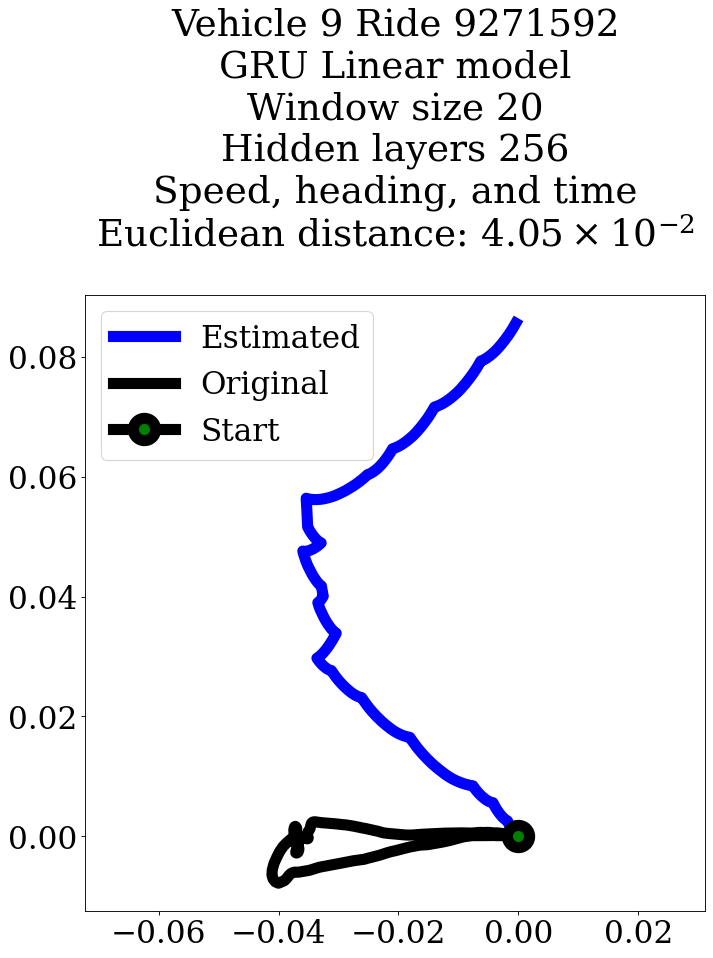 Vehicle 9 Ride 9271592
GRU Linear model
Window size 20
Hidden layers 256
Speed, heading, and time
Euclidean distance: 4.05 × 10⁻²
Estimated
Original
Start
0.08
0.06
0.04
0.02
0.00
−0.06 −0.04 −0.02 0.00 0.02